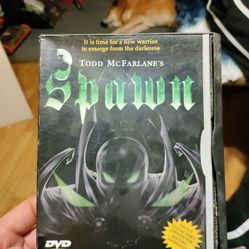 It is time for a new warrior
to emerge from the darkness
Todd McFarlane's
Spawn
DVD